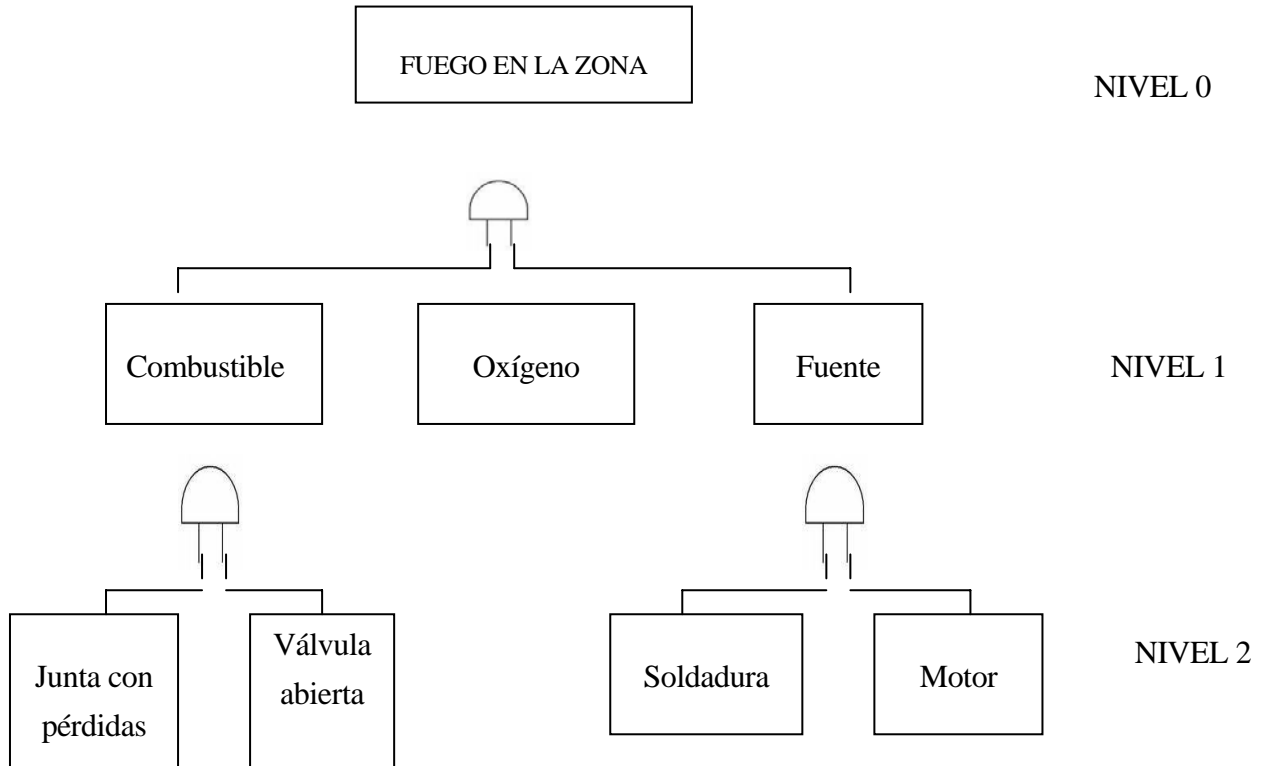 FUEGO EN LA ZONA
NIVEL 0
Combustible
Oxígeno
Fuente
NIVEL 1
Junta con
pérdidas
Válvula
abierta
Soldadura
Motor
NIVEL 2